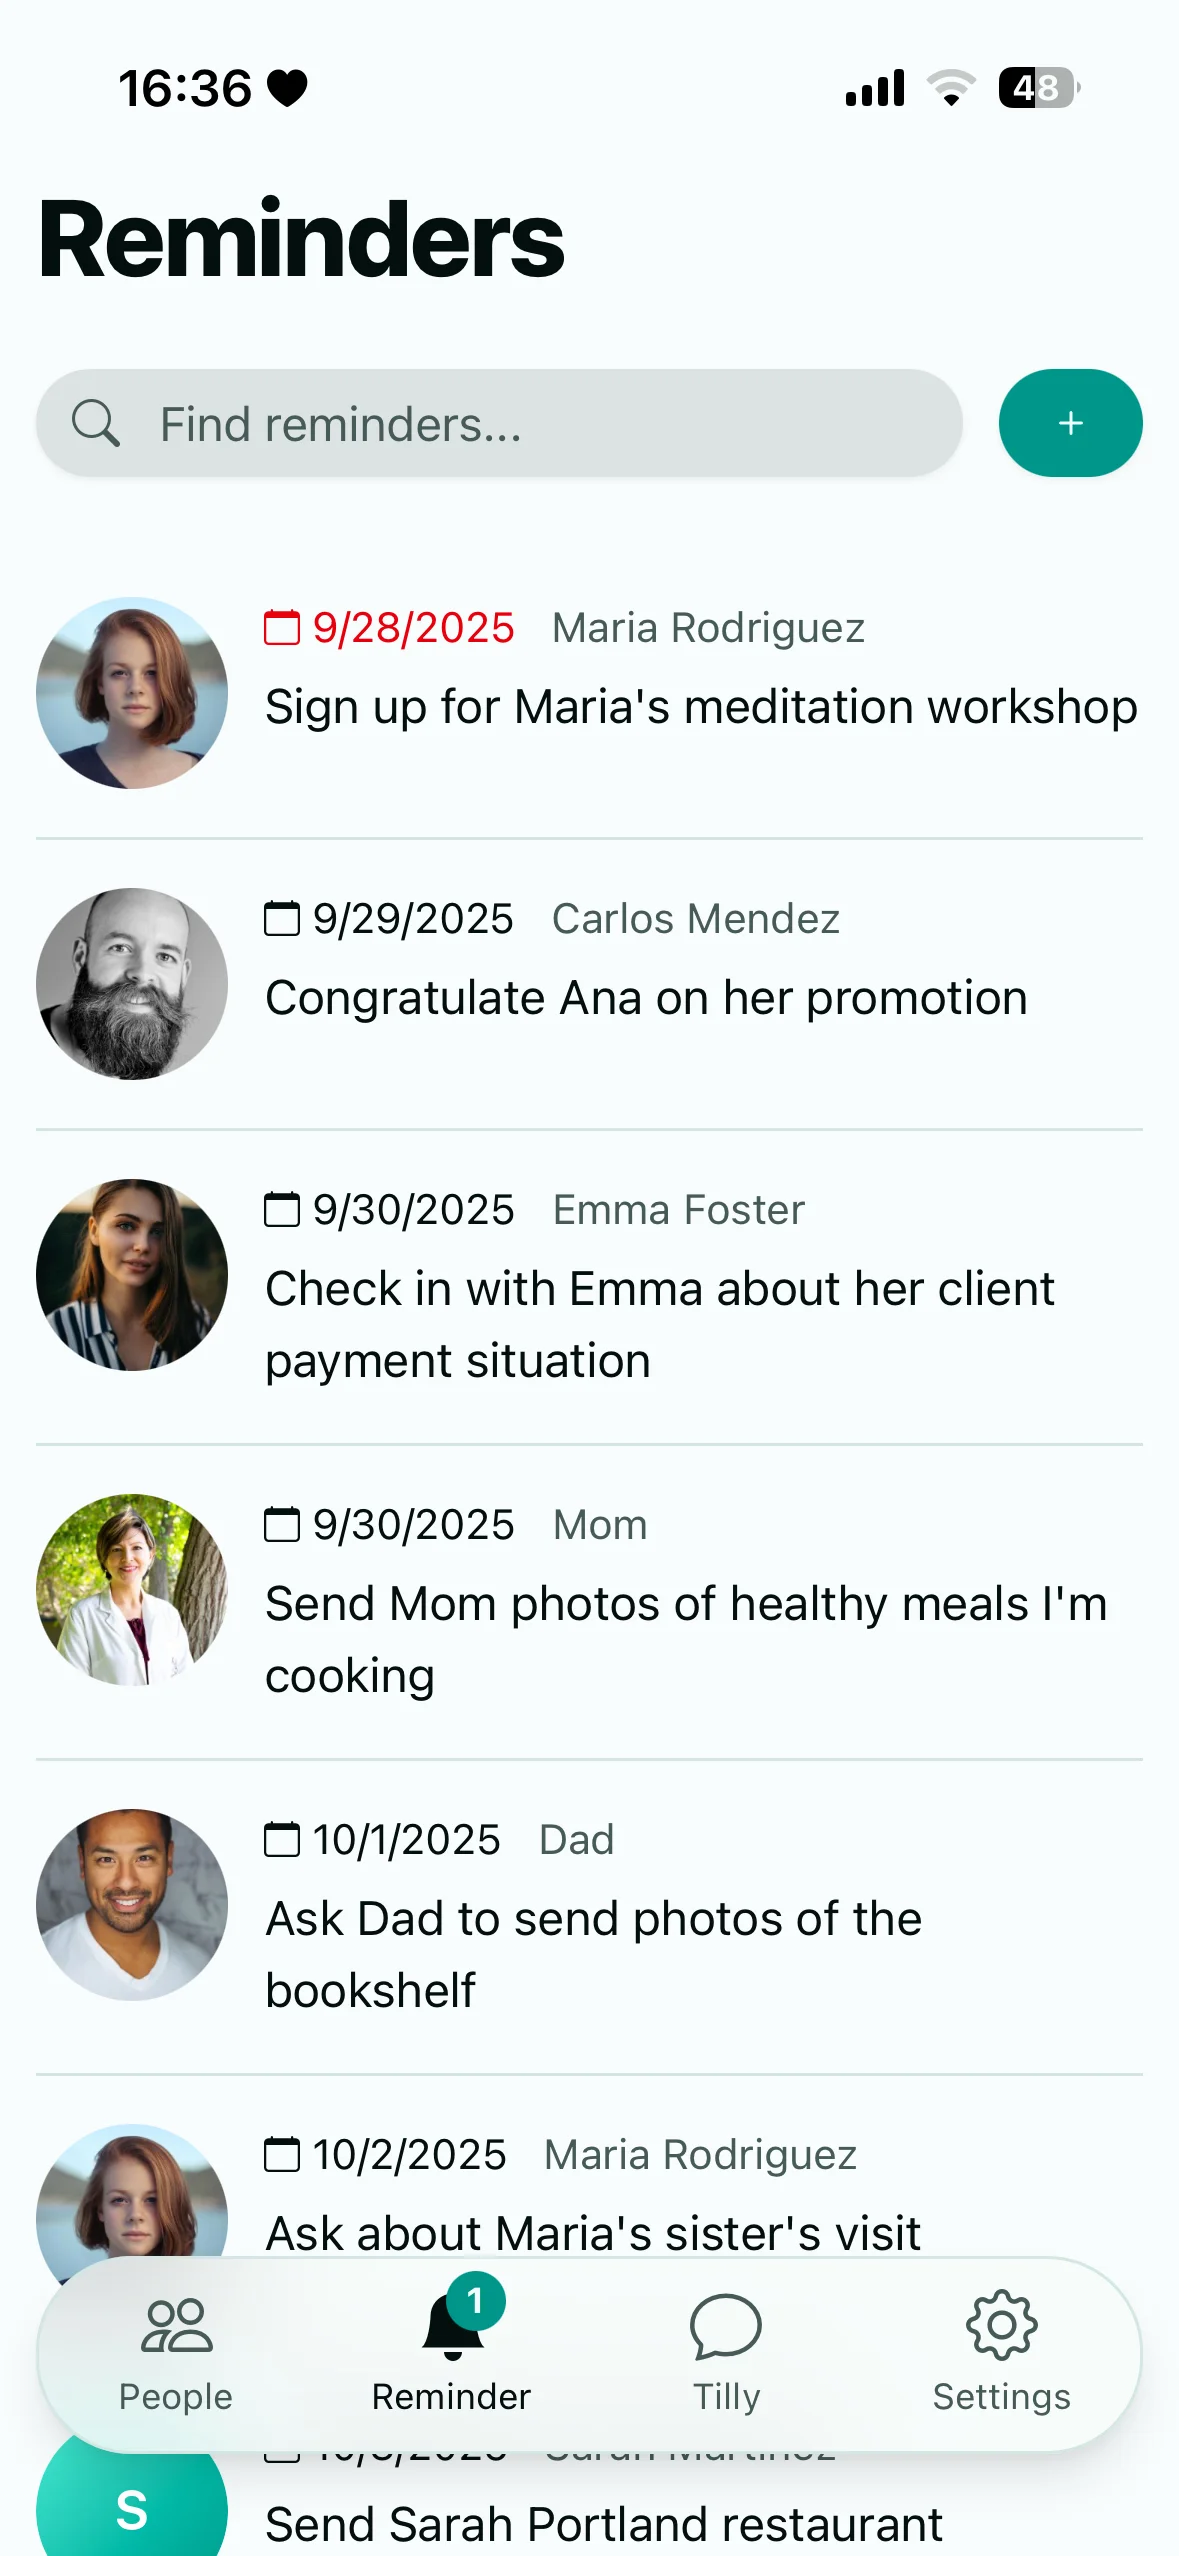 16:36
48
Reminders
Find reminders...
+
9/28/2025 Maria Rodriguez
Sign up for Maria's meditation workshop
9/29/2025 Carlos Mendez
Congratulate Ana on her promotion
9/30/2025 Emma Foster
Check in with Emma about her client
payment situation
9/30/2025 Mom
Send Mom photos of healthy meals I'm
cooking
10/1/2025 Dad
Ask Dad to send photos of the
bookshelf
10/2/2025 Maria Rodriguez
Ask about Maria's sister's visit
1
People Reminder Tilly Settings
Sarah Martinez
S
Send Sarah Portland restaurant